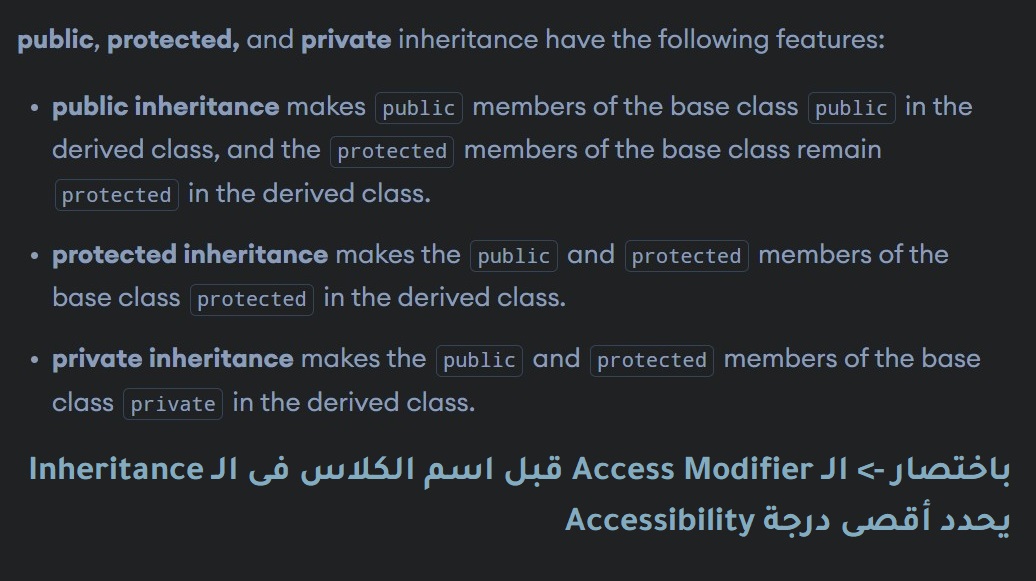 public, protected, and private inheritance have the following features:
• public inheritance makes public members of the base class public in the
derived class, and the protected members of the base class remain
protected in the derived class.
• protected inheritance makes the public and protected members of the
base class protected in the derived class.
• private inheritance makes the public and protected members of the base
class private in the derived class.
باختصار -> الـ Access Modifier قبل اسم الكلاس فى الـ Inheritance
يحدد أقصى درجة Accessibility